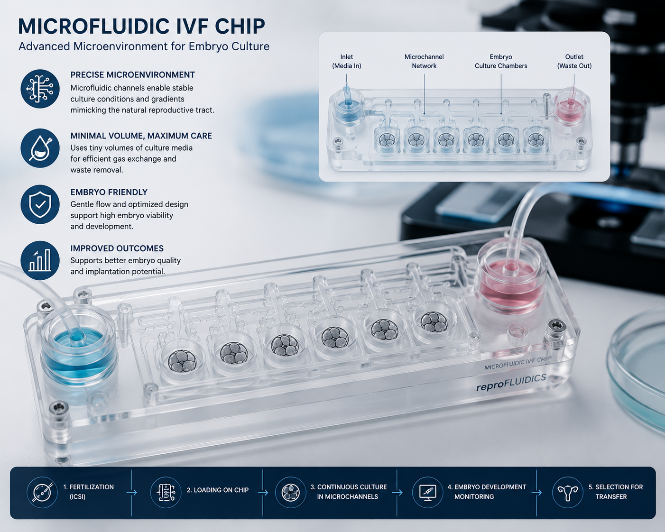 MICROFLUIDIC IVF CHIP
Advanced Microenvironment for Embryo Culture
PRECISE MICROENVIRONMENT
Microfluidic channels enable stable
culture conditions and gradients
mimicking the natural reproductive tract.
MINIMAL VOLUME, MAXIMUM CARE
Uses tiny volumes of culture media
for efficient gas exchange and
waste removal.
EMBRYO FRIENDLY
Gentle flow and optimized design
support high embryo viability
and development.
IMPROVED OUTCOMES
Supports better embryo quality
and implantation potential.
Inlet
(Media In)
Microchannel
Network
Embryo
Culture Chambers
Outlet
(Waste Out)
MICROFLUIDIC IVF CHIP
reproFLUIDICS
1. FERTILIZATION
(ICSI)
2. LOADING ON CHIP
3. CONTINUOUS CULTURE
IN MICROCHANNELS
4. EMBRYO DEVELOPMENT
MONITORING
5. SELECTION FOR
TRANSFER